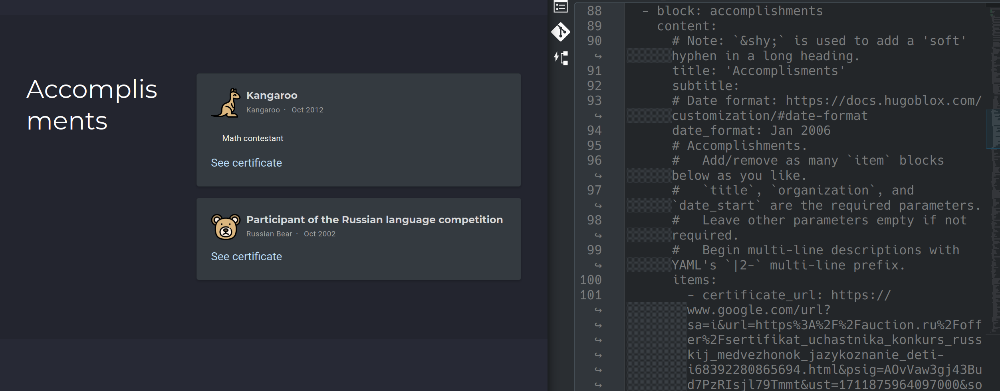 Accomplis
ments
Kangaroo
Kangaroo · Oct 2012
Math contestant
See certificate
Participant of the Russian language competition
Russian Bear · Oct 2002
See certificate
88 - block: accomplishments
89 content:
90 # Note: `&shy;` is used to add a 'soft'
↪ hyphen in a long heading.
91 title: 'Accomplisments'
92 subtitle:
93 # Date format: https://docs.hugoblox.com/
↪ customization/#date-format
94 date_format: Jan 2006
95 # Accomplishments.
96 #   Add/remove as many `item` blocks
↪ below as you like.
97 #   `title`, `organization`, and
↪ `date_start` are the required parameters.
98 #   Leave other parameters empty if not
↪ required.
99 #   Begin multi-line descriptions with
↪ YAML's `|2-` multi-line prefix.
100 items:
101 - certificate_url: https://
↪ www.google.com/url?
↪ sa=i&url=https%3A%2F%2Fauction.ru%2Foff
↪ er%2Fsertifikat_uchastnika_konkurs_russ
↪ kij_medvezhonok_jazykoznanie_deti-
↪ i68392280865694.html&psig=AOvVaw3gj43Bu
↪ d7PzRIsjl79Tmmt&ust=1711875964097000&so